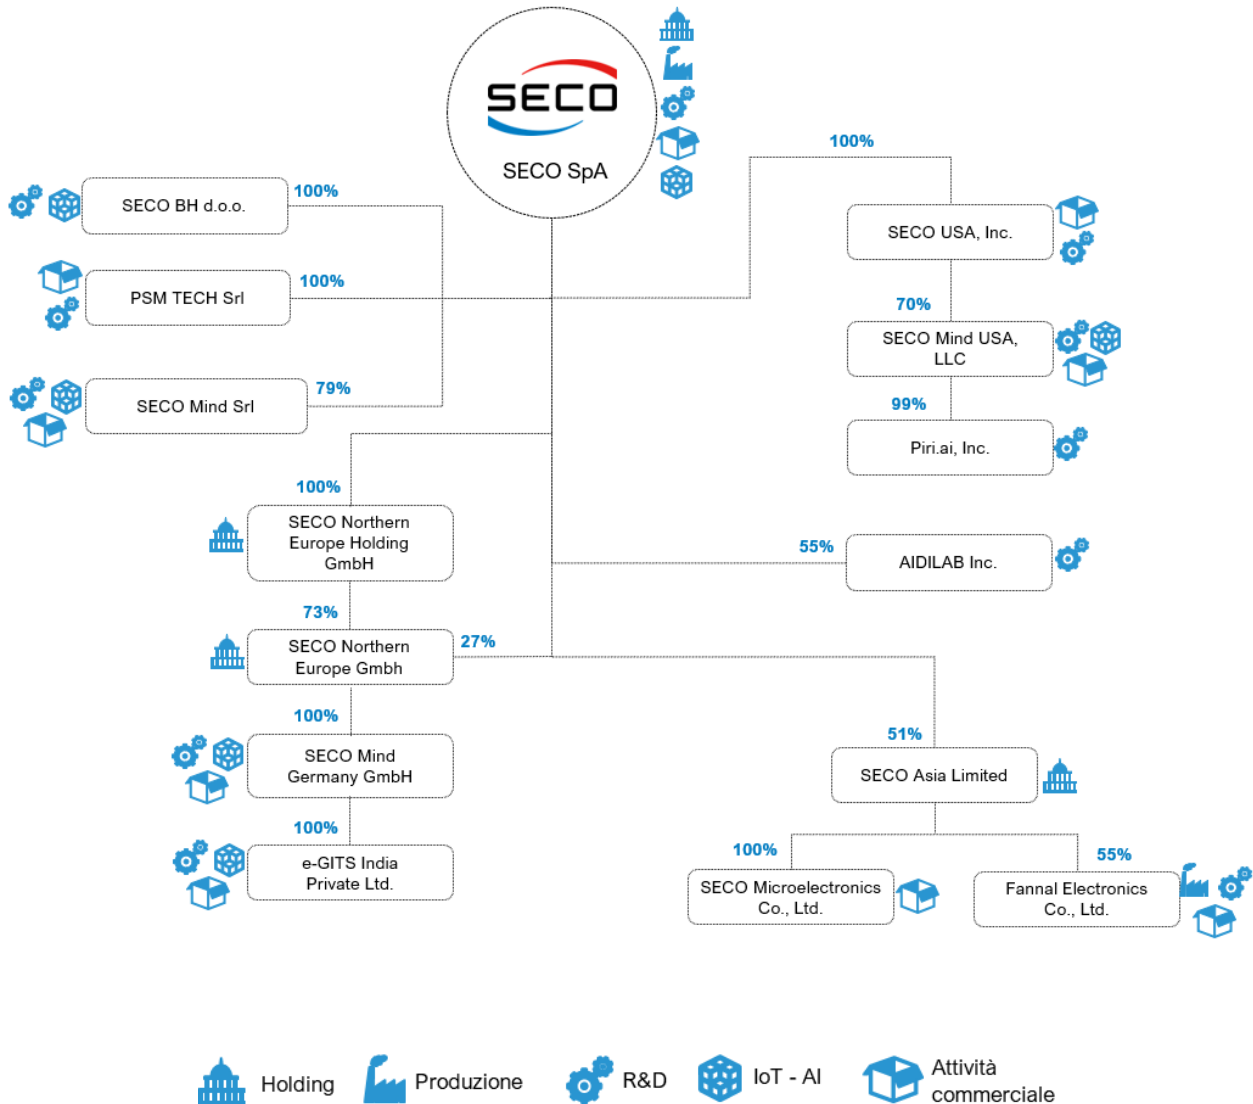 SECO
SECO SpA
100%
SECO BH d.o.o.
100%
PSM TECH Srl
79%
SECO Mind Srl
100%
SECO USA, Inc.
70%
SECO Mind USA,
LLC
99%
Piri.ai, Inc.
55%
AIDILAB Inc.
100%
SECO Northern
Europe Holding
GmbH
73%
SECO Northern
Europe Gmbh
27%
100%
SECO Mind
Germany GmbH
100%
e-GITS India
Private Ltd.
51%
SECO Asia Limited
100%
SECO Microelectronics
Co., Ltd.
55%
Fannal Electronics
Co., Ltd.
Holding
Produzione
R&D
IoT - AI
Attività
commerciale